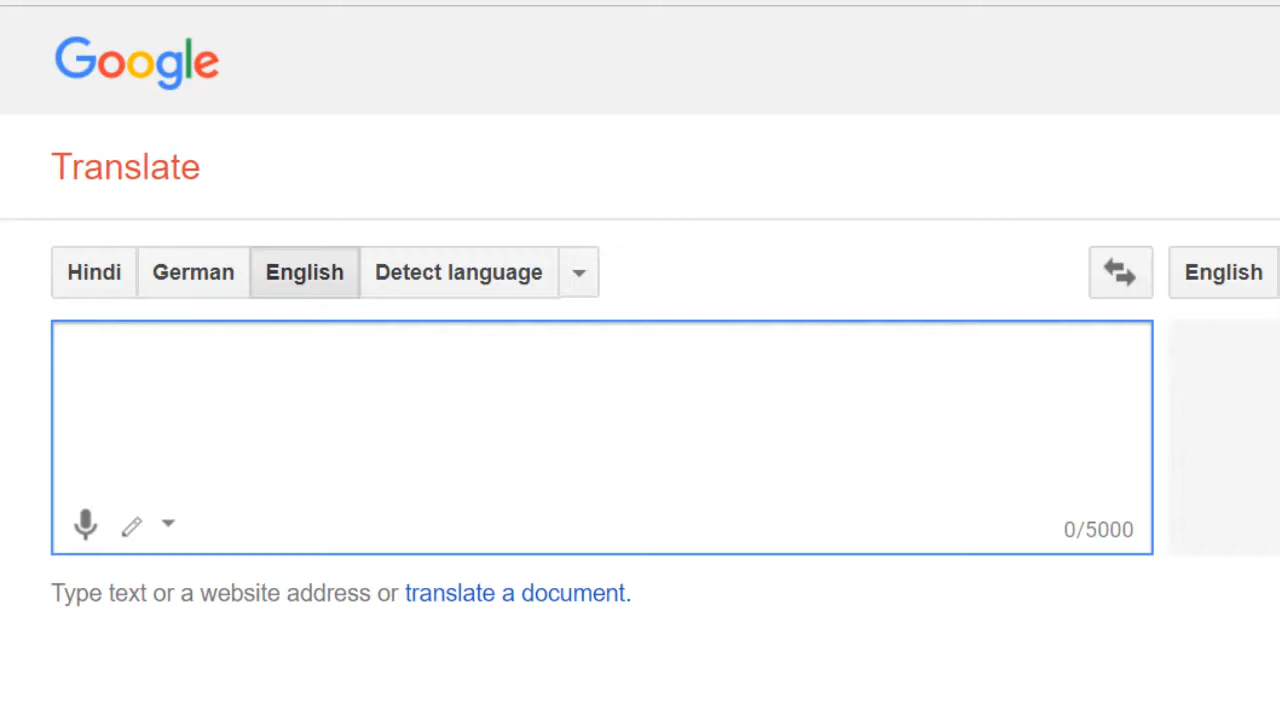 Google
Translate
Hindi German English Detect language English
0/5000
Type text or a website address or translate a document.